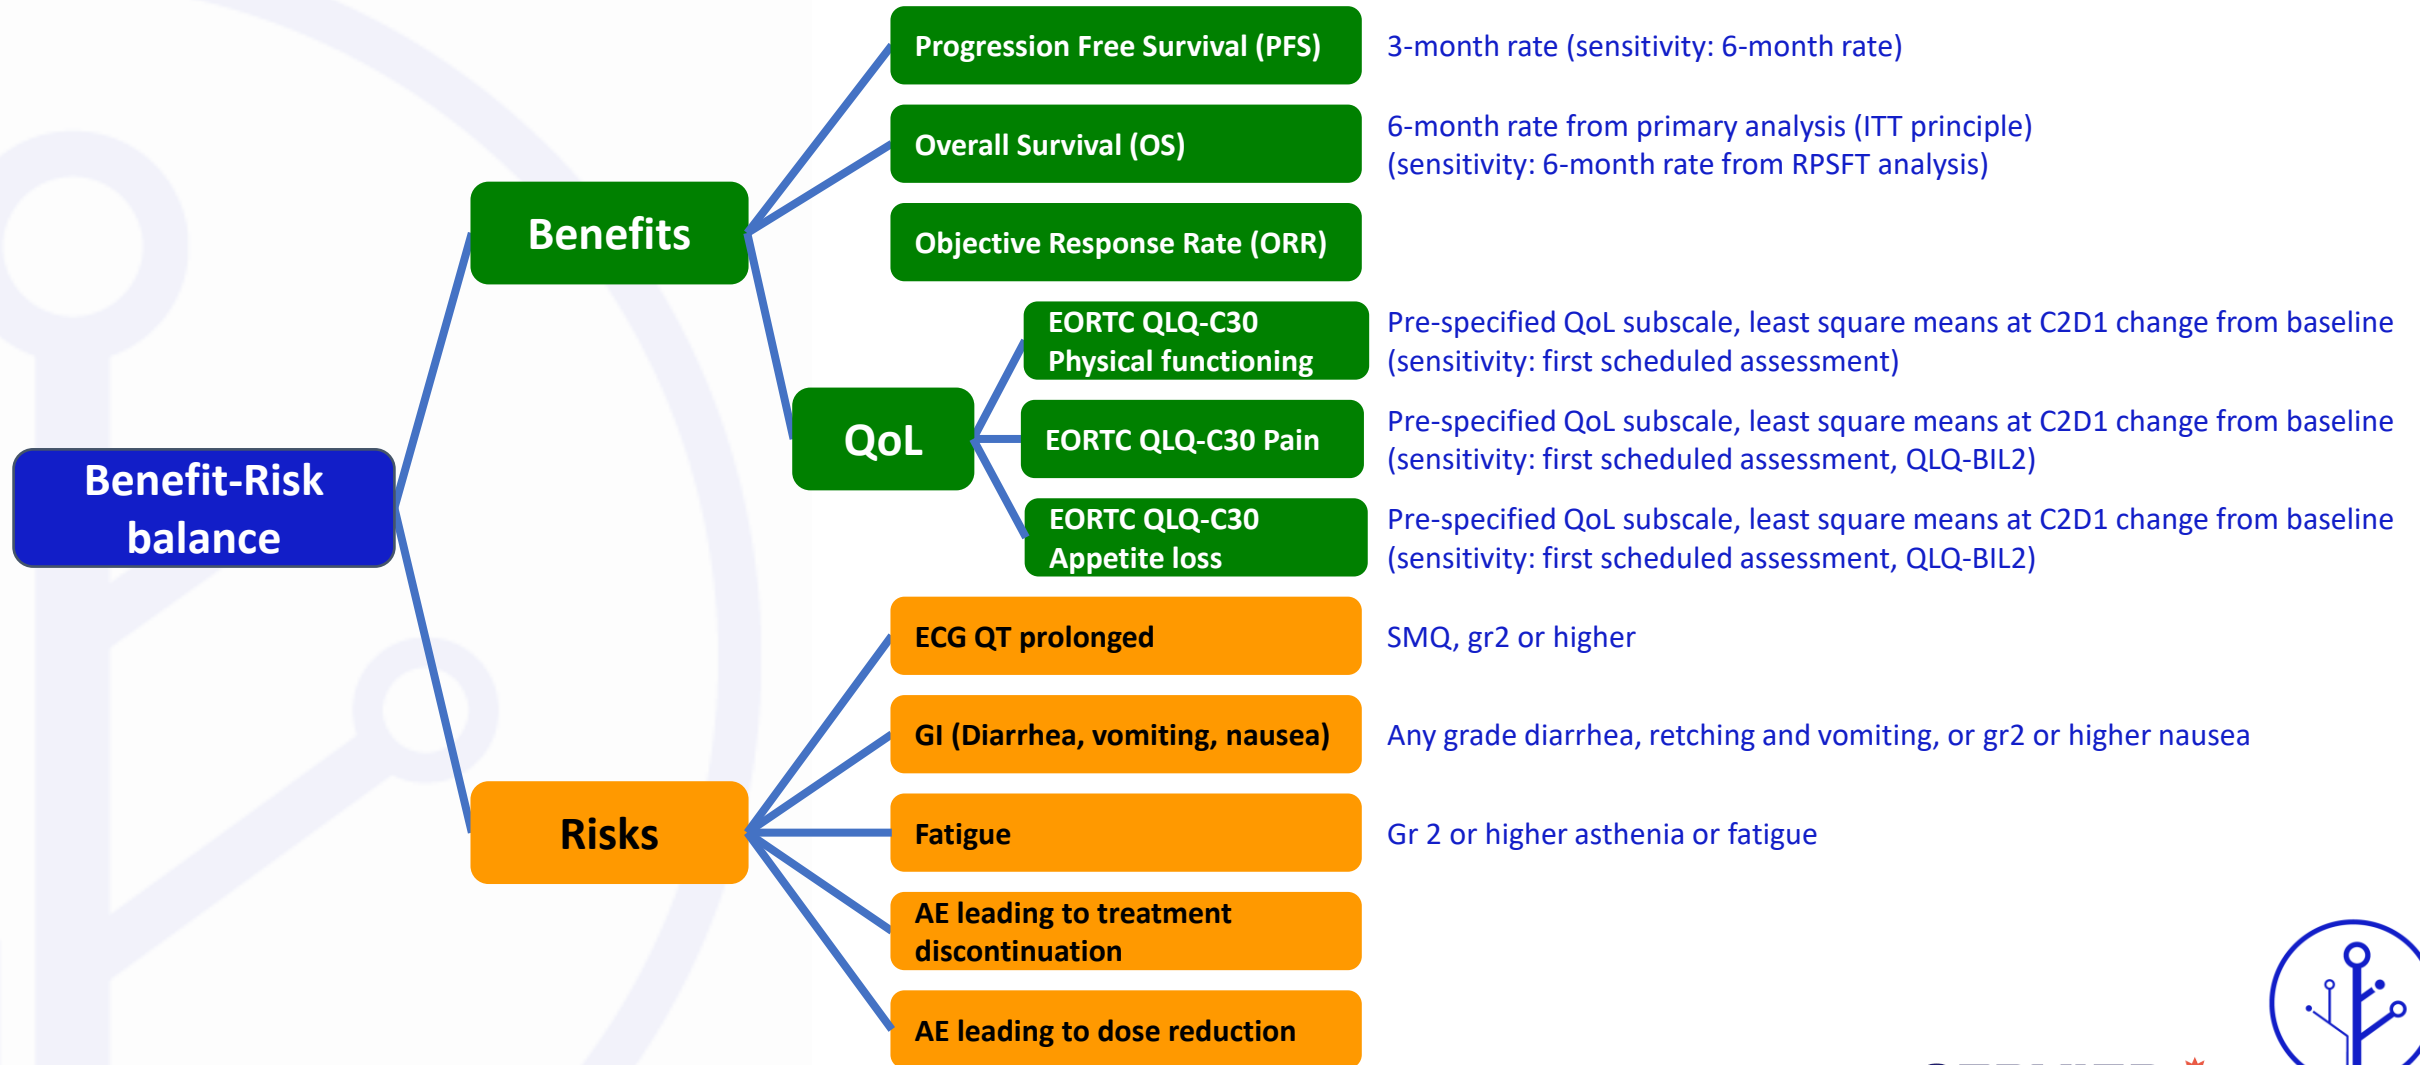 Progression Free Survival (PFS)
3-month rate (sensitivity: 6-month rate)
Overall Survival (OS)
6-month rate from primary analysis (ITT principle)
(sensitivity: 6-month rate from RPSFT analysis)
Benefits
Objective Response Rate (ORR)
EORTC QLQ-C30
Physical functioning
Pre-specified QoL subscale, least square means at C2D1 change from baseline
(sensitivity: first scheduled assessment)
QoL
EORTC QLQ-C30 Pain
Pre-specified QoL subscale, least square means at C2D1 change from baseline
(sensitivity: first scheduled assessment, QLQ-BIL2)
Benefit-Risk
balance
EORTC QLQ-C30
Appetite loss
Pre-specified QoL subscale, least square means at C2D1 change from baseline
(sensitivity: first scheduled assessment, QLQ-BIL2)
ECG QT prolonged
SMQ, gr2 or higher
GI (Diarrhea, vomiting, nausea)
Any grade diarrhea, retching and vomiting, or gr2 or higher nausea
Risks
Fatigue
Gr 2 or higher asthenia or fatigue
AE leading to treatment
discontinuation
AE leading to dose reduction